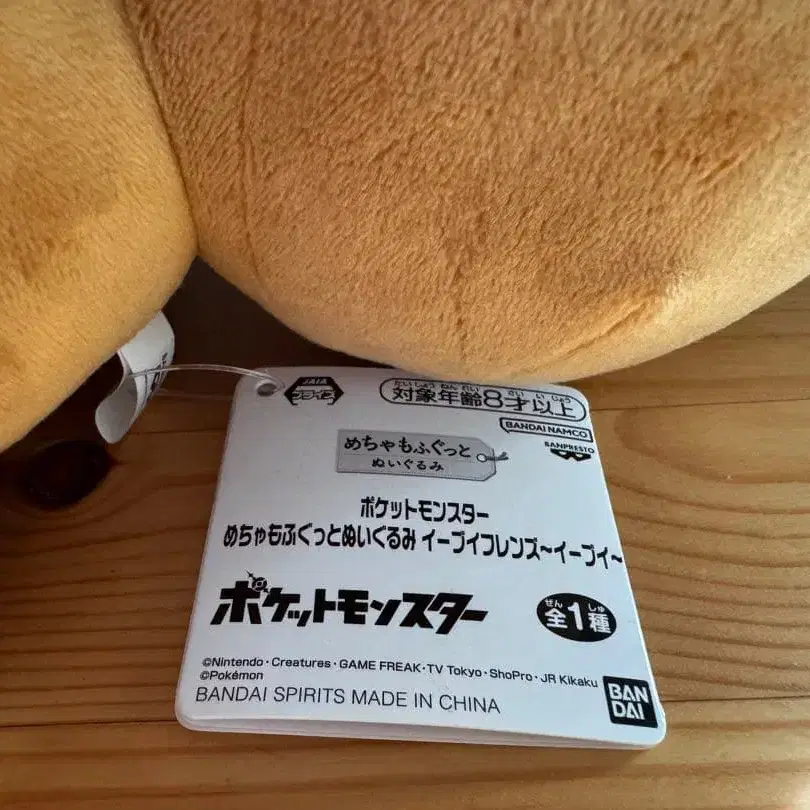 JAIA
プライズ
たいしょうねんれい さい いじょう
対象年齢8才以上
BANDAI NAMCO
BANPRESTO
めちゃもふぐっと
ぬいぐるみ
ポケットモンスター
めちゃもふぐっとぬいぐるみ イーブイフレンズ~イーブイ~
ポケットモンスター
ぜん しゅ
全1種
©Nintendo・Creatures・GAME FREAK・TV Tokyo・ShoPro・JR Kikaku
©Pokémon
BANDAI SPIRITS MADE IN CHINA
BAN
DAI